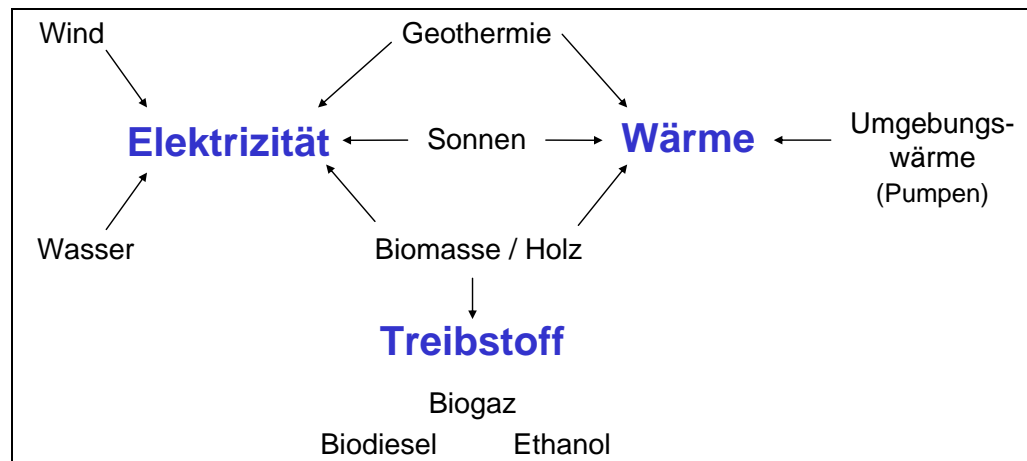 Wind
Geothermie
Elektrizität
Sonnen
Wärme
Umgebungs-
wärme
(Pumpen)
Wasser
Biomasse / Holz
Treibstoff
Biogaz
Biodiesel
Ethanol